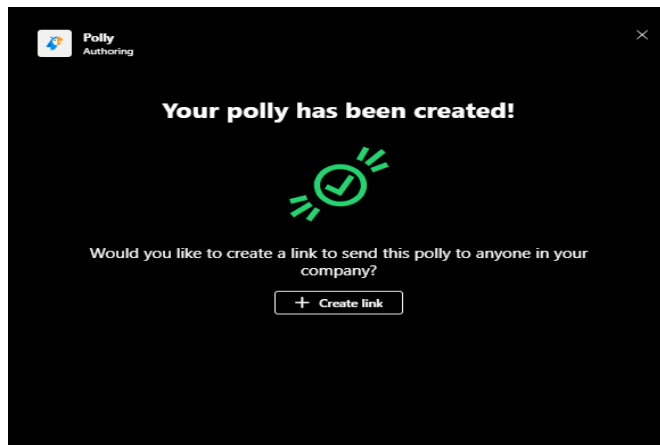 Polly
Authoring
Your polly has been created!
Would you like to create a link to send this polly to anyone in your
company?
+ Create link